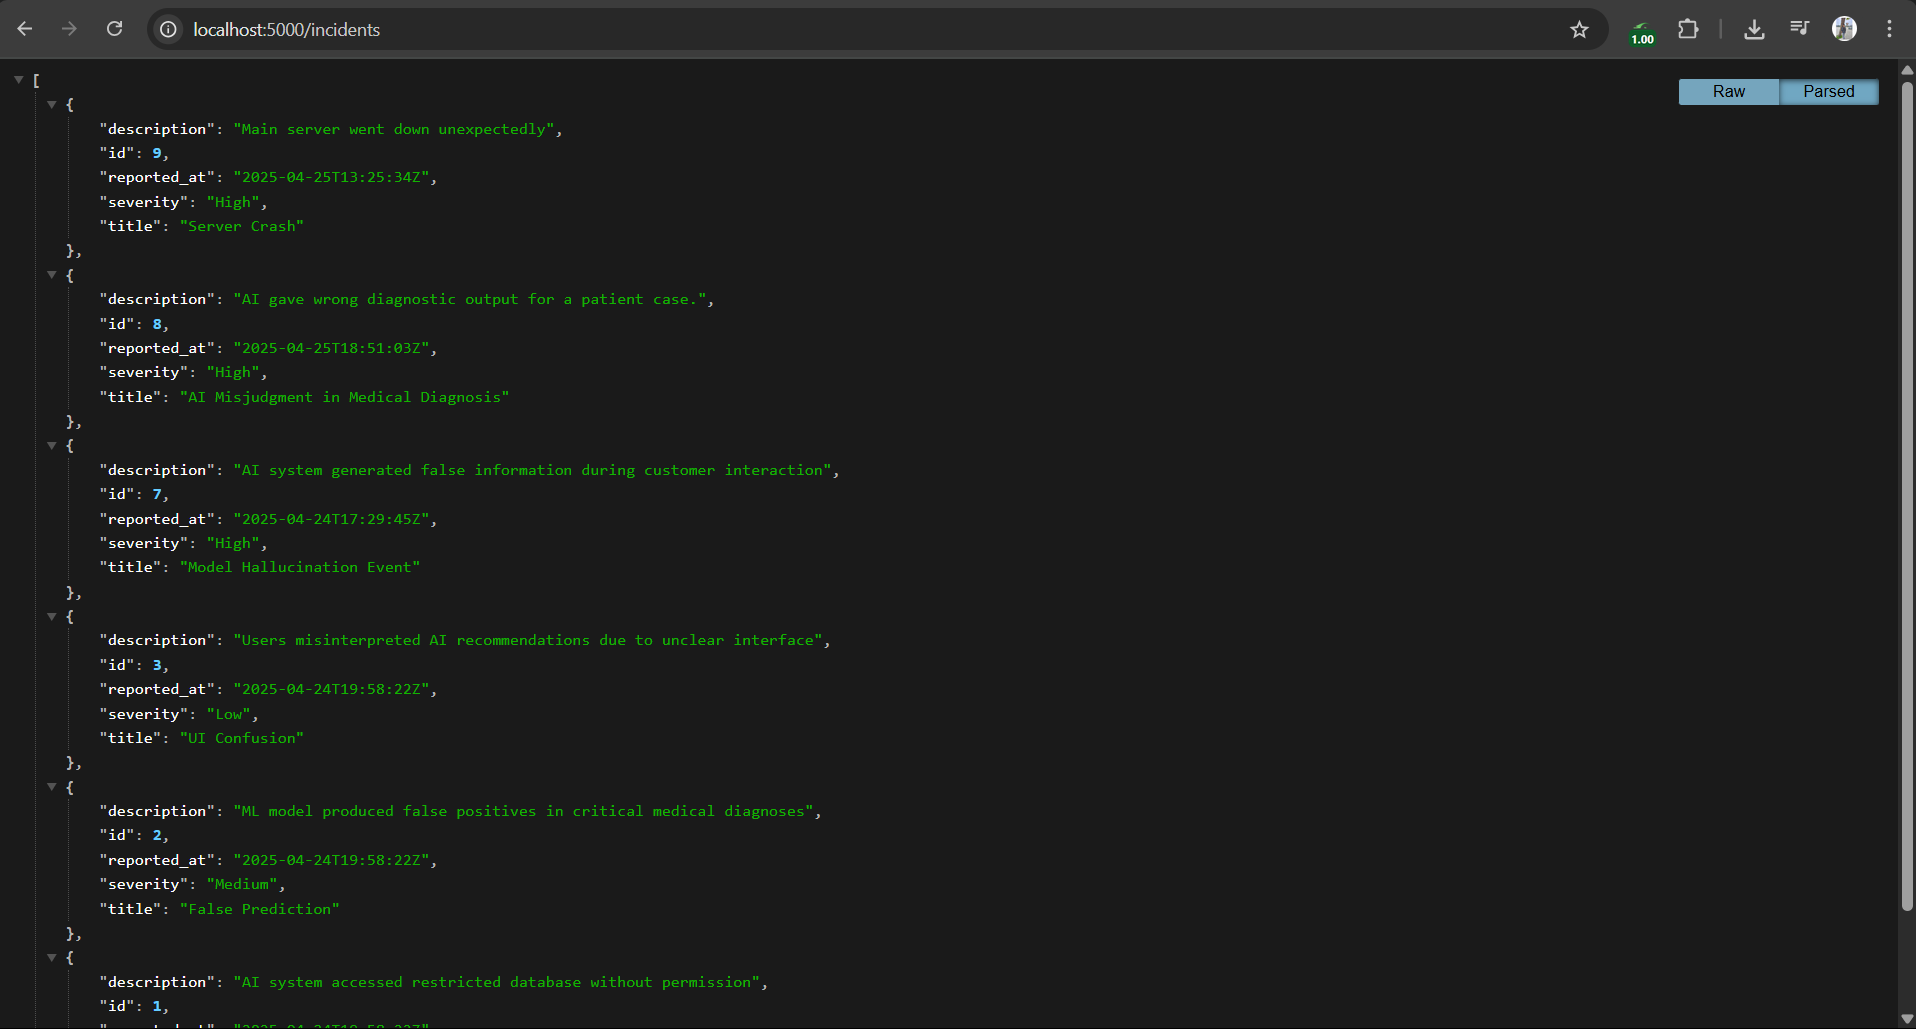 localhost:5000/incidents
1.00
Raw Parsed
[
{
"description": "Main server went down unexpectedly",
"id": 9,
"reported_at": "2025-04-25T13:25:34Z",
"severity": "High",
"title": "Server Crash"
},
{
"description": "AI gave wrong diagnostic output for a patient case.",
"id": 8,
"reported_at": "2025-04-25T18:51:03Z",
"severity": "High",
"title": "AI Misjudgment in Medical Diagnosis"
},
{
"description": "AI system generated false information during customer interaction",
"id": 7,
"reported_at": "2025-04-24T17:29:45Z",
"severity": "High",
"title": "Model Hallucination Event"
},
{
"description": "Users misinterpreted AI recommendations due to unclear interface",
"id": 3,
"reported_at": "2025-04-24T19:58:22Z",
"severity": "Low",
"title": "UI Confusion"
},
{
"description": "ML model produced false positives in critical medical diagnoses",
"id": 2,
"reported_at": "2025-04-24T19:58:22Z",
"severity": "Medium",
"title": "False Prediction"
},
{
"description": "AI system accessed restricted database without permission",
"id": 1,